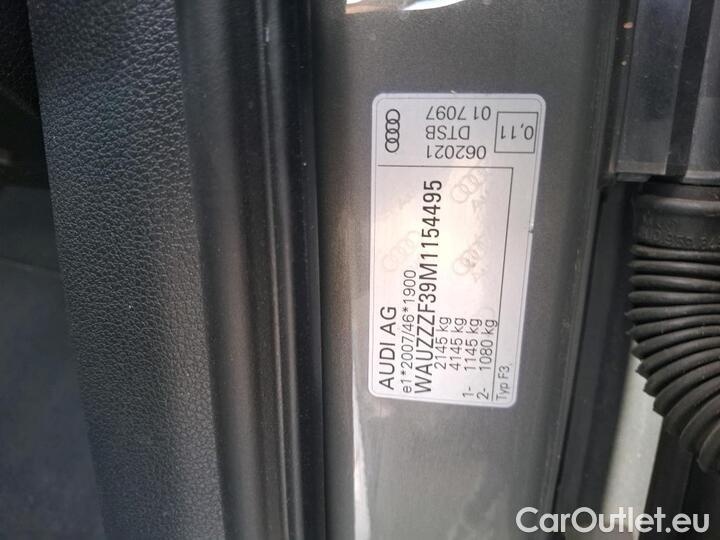 AUDI AG
e1*2007/46*1900
WAUZZZF39M1154495
2145 kg
4145 kg
1- 1145 kg
2- 1080 kg
Typ F3
062021
DTSB
01 7097
0,11
CarOutlet.eu